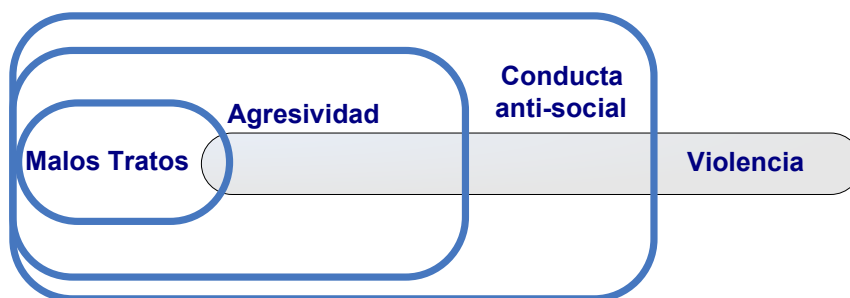 Conducta
anti-social
Agresividad
Malos Tratos
Violencia